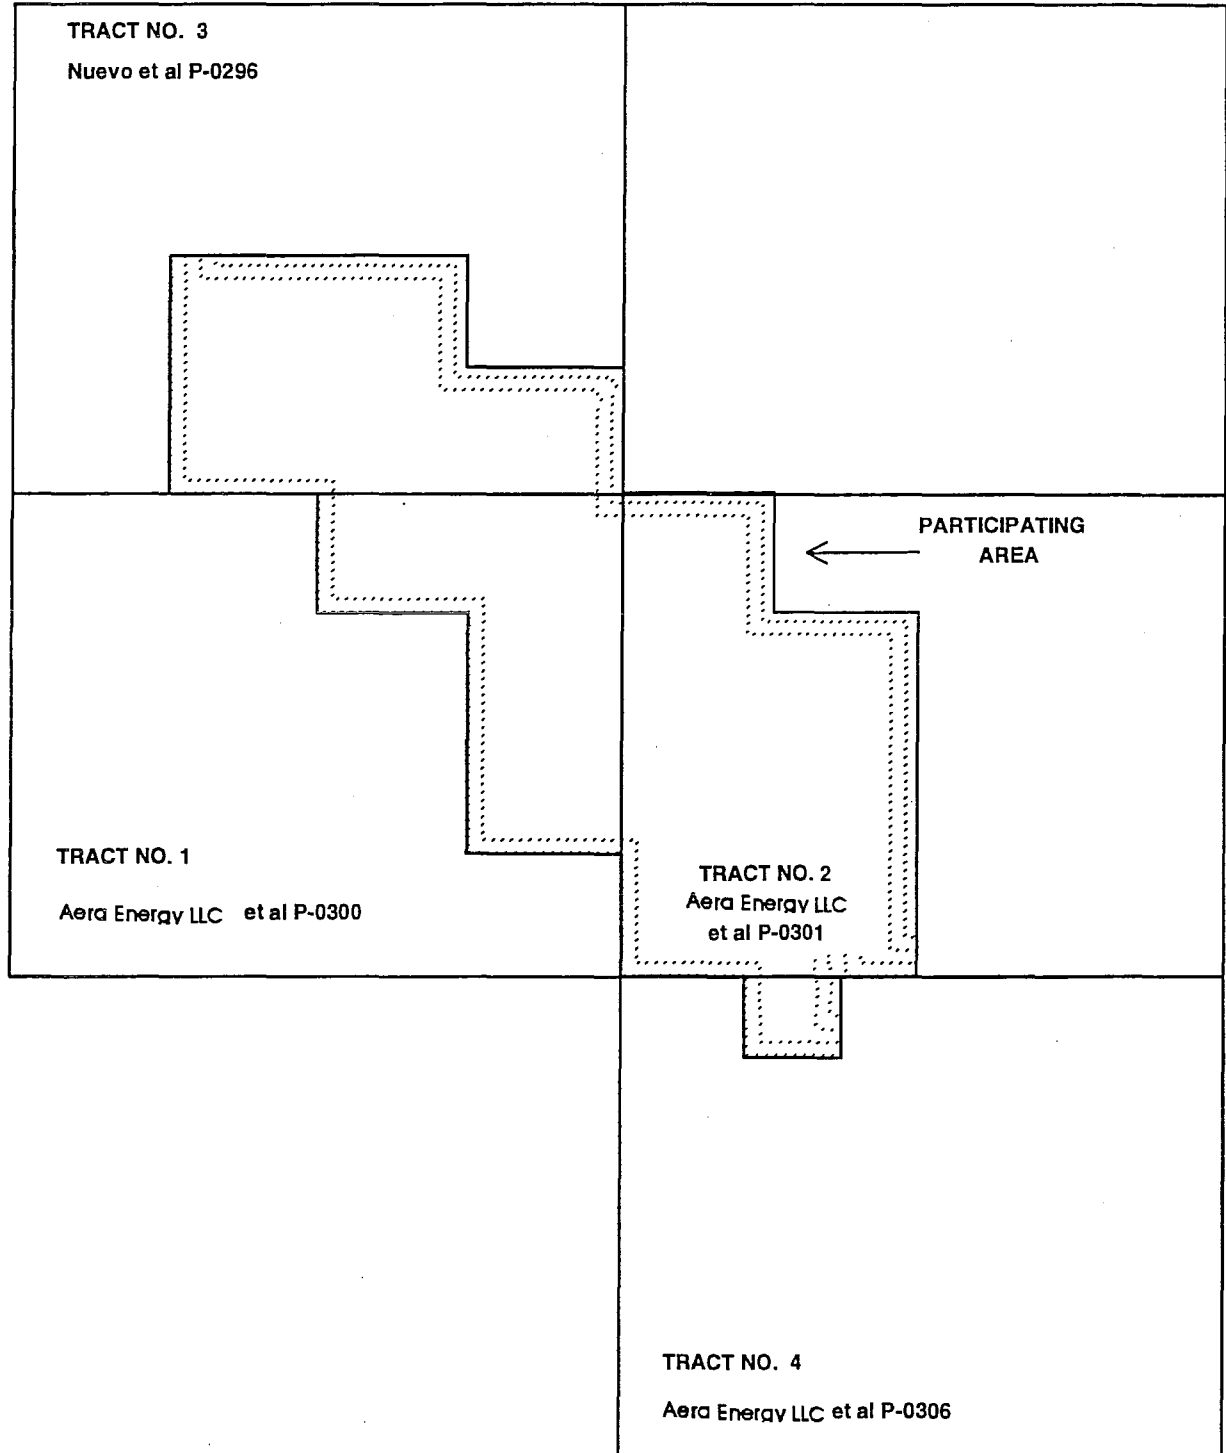 TRACT NO. 3
Nuevo et al P-0296
PARTICIPATING
AREA
TRACT NO. 1
Aera Energy LLC et al P-0300
TRACT NO. 2
Aera Energy LLC
et al P-0301
TRACT NO. 4
Aera Energy LLC et al P-0306